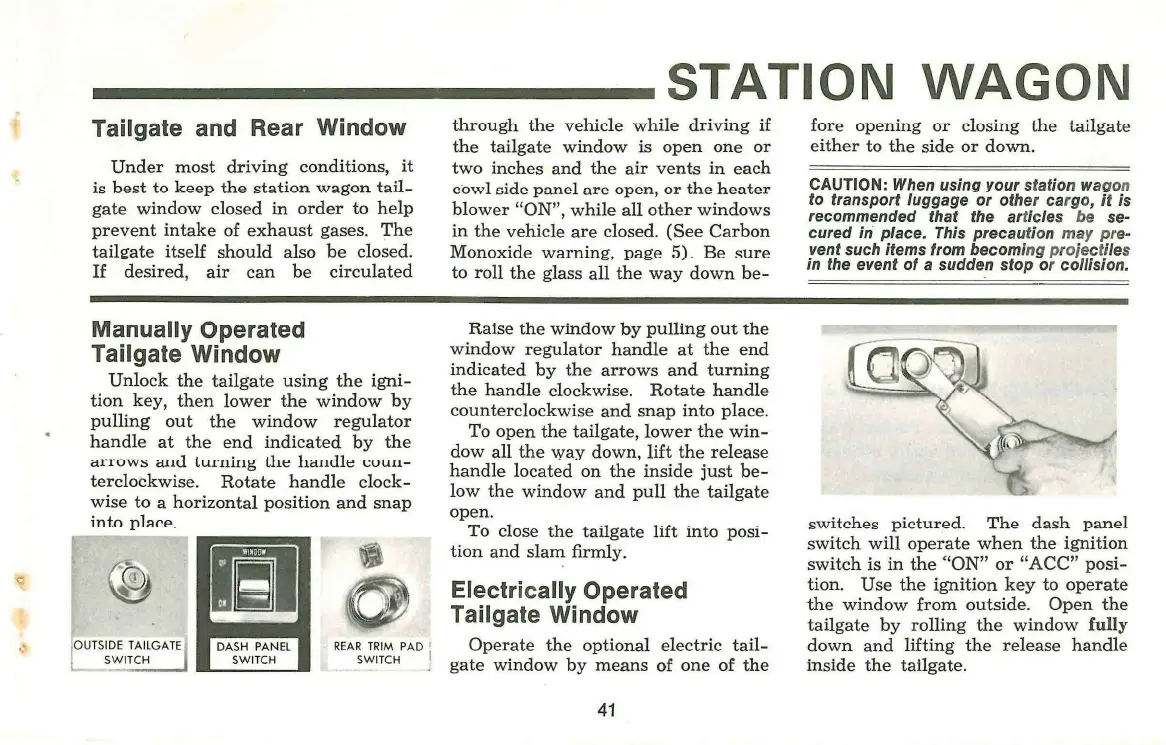 STATION WAGON
Tailgate and Rear Window
Under most driving conditions, it
is best to keep the station wagon tail-
gate window closed in order to help
prevent intake of exhaust gases. The
tailgate itself should also be closed.
If desired, air can be circulated
through the vehicle while driving if
the tailgate window is open one or
two inches and the air vents in each
cowl side panel are open, or the heater
blower “ON”, while all other windows
in the vehicle are closed. (See Carbon
Monoxide warning, page 5). Be sure
to roll the glass all the way down be-
fore opening or closing the tailgate
either to the side or down.
CAUTION: When using your station wagon
to transport luggage or other cargo, it is
recommended that the articles be se-
cured in place. This precaution may pre-
vent such items from becoming projectiles
in the event of a sudden stop or collision.
Manually Operated
Tailgate Window
Unlock the tailgate using the igni-
tion key, then lower the window by
pulling out the window regulator
handle at the end indicated by the
arrows and turning the handle coun-
terclockwise. Rotate handle clock-
wise to a horizontal position and snap
into place.
WINDOW
UP
DN
OUTSIDE TAILGATE
SWITCH
DASH PANEL
SWITCH
REAR TRIM PAD
SWITCH
Raise the window by pulling out the
window regulator handle at the end
indicated by the arrows and turning
the handle clockwise. Rotate handle
counterclockwise and snap into place.
To open the tailgate, lower the win-
dow all the way down, lift the release
handle located on the inside just be-
low the window and pull the tailgate
open.
To close the tailgate lift into posi-
tion and slam firmly.
Electrically Operated
Tailgate Window
Operate the optional electric tail-
gate window by means of one of the
switches pictured. The dash panel
switch will operate when the ignition
switch is in the “ON” or “ACC” posi-
tion. Use the ignition key to operate
the window from outside. Open the
tailgate by rolling the window fully
down and lifting the release handle
inside the tailgate.
41